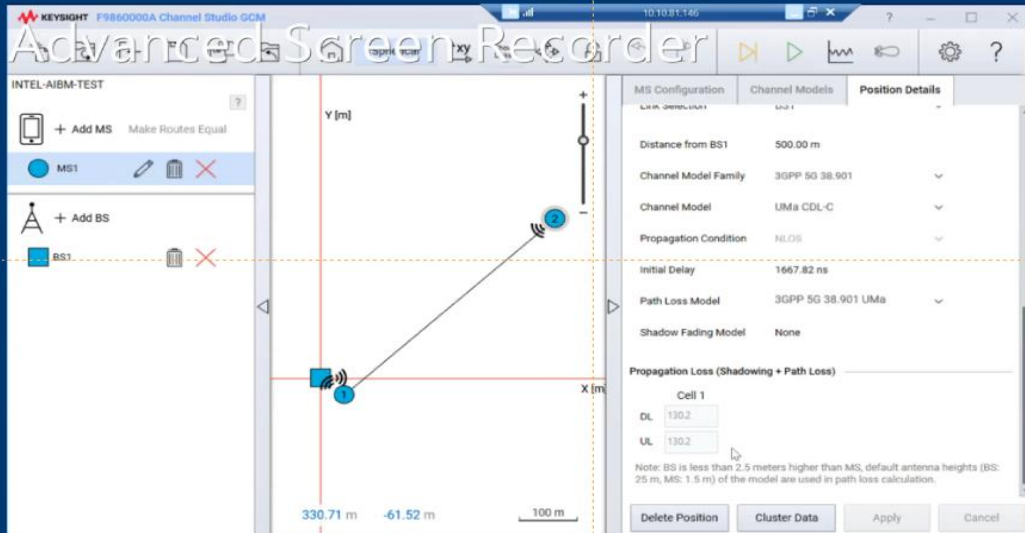 KEYSIGHT F9860000A Channel Studio GCM
10.10.81.146
Advanced Screen Recorder
INTEL-AIBM-TEST
?
+ Add MS Make Routes Equal
MS1
+ Add BS
BS1
Y [m]
+
−
2
1
X [m
330.71 m -61.52 m
100 m
MS Configuration Channel Models Position Details
Link Selection BS1
Distance from BS1 500.00 m
Channel Model Family 3GPP 5G 38.901
Channel Model UMa CDL-C
Propagation Condition NLOS
Initial Delay 1667.82 ns
Path Loss Model 3GPP 5G 38.901 UMa
Shadow Fading Model None
Propagation Loss (Shadowing + Path Loss)
Cell 1
DL 130.2
UL 130.2
Note: BS is less than 2.5 meters higher than MS, default antenna heights (BS:
25 m, MS: 1.5 m) of the model are used in path loss calculation.
Delete Position Cluster Data Apply Cancel